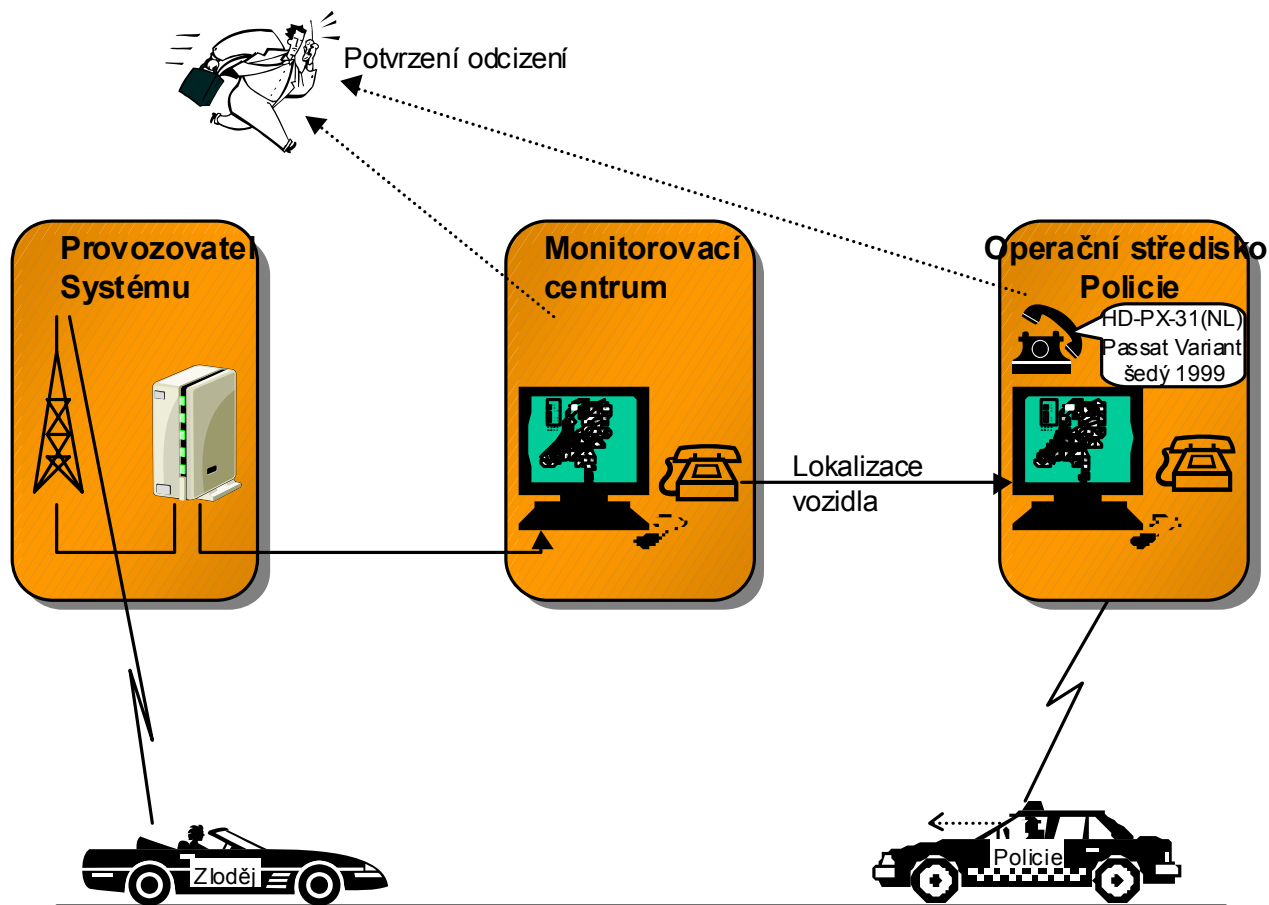 Potvrzení odcizení
Provozovatel
Systému
Monitorovací
centrum
Operační středisko
Policie
HD-PX-31(NL)
Passat Variant
šedý 1999
Lokalizace
vozidla
Zloděj
Policie